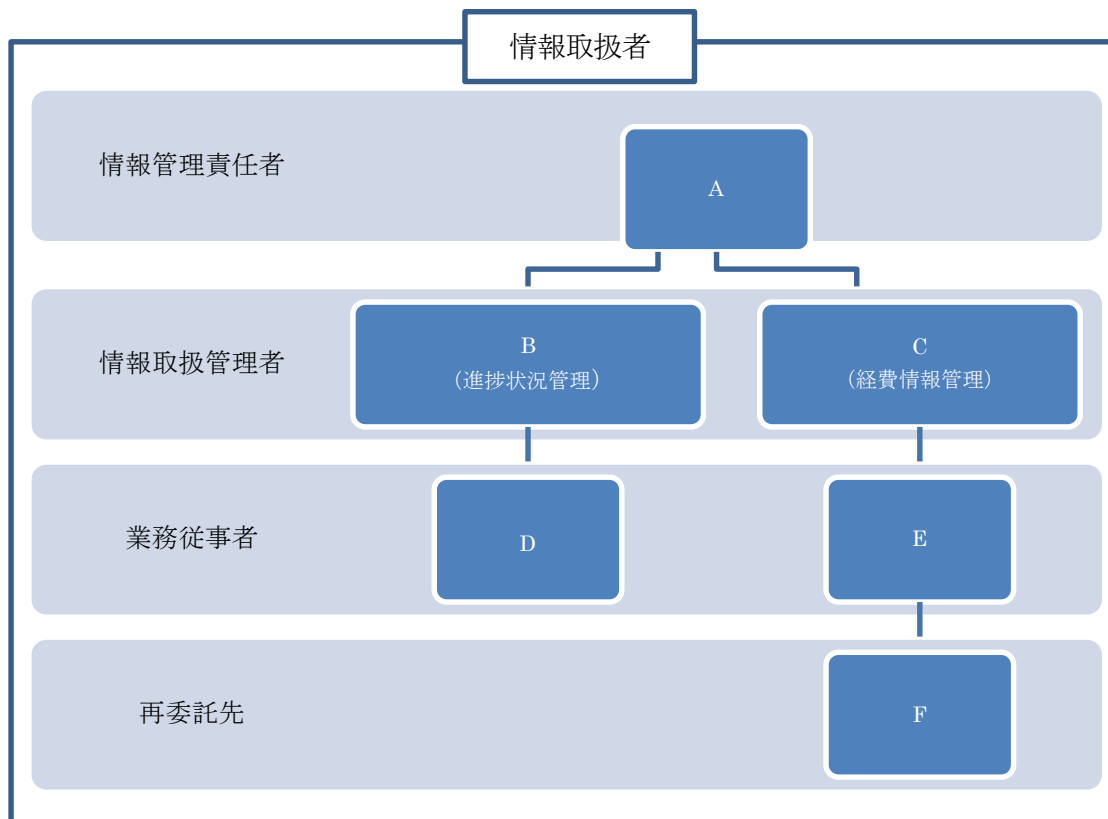 情報取扱者
情報管理責任者
A
情報取扱管理者
B
（進捗状況管理）
C
（経費情報管理）
業務従事者
D
E
再委託先
F